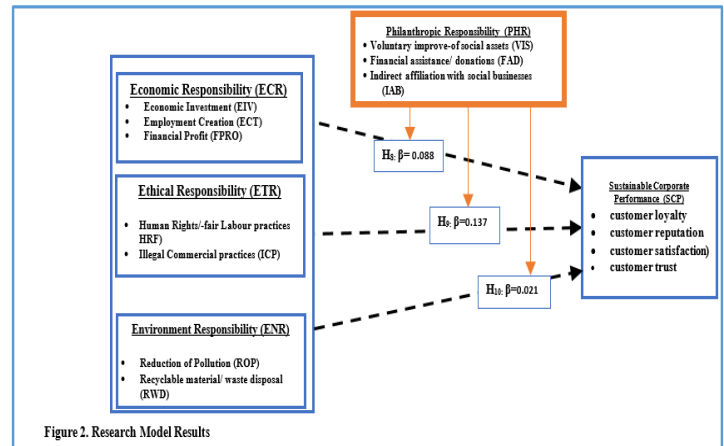 Philanthropic Responsibility (PHR)
• Voluntary improve-of social assets (VIS)
• Financial assistance/ donations (FAD)
• Indirect affiliation with social businesses
(IAB)
Economic Responsibility (ECR)
• Economic Investment (EIV)
• Employment Creation (ECT)
• Financial Profit (FPRO)
H8: β= 0.088
Ethical Responsibility (ETR)
• Human Rights/-fair Labour practices
HRF)
• Illegal Commercial practices (ICP)
H9: β=0.137
Sustainable Corporate
Performance (SCP)
• customer loyalty
• customer reputation
• customer satisfaction)
• customer trust
H10: β=0.021
Environment Responsibility (ENR)
• Reduction of Pollution (ROP)
• Recyclable material/ waste disposal
(RWD)
Figure 2. Research Model Results